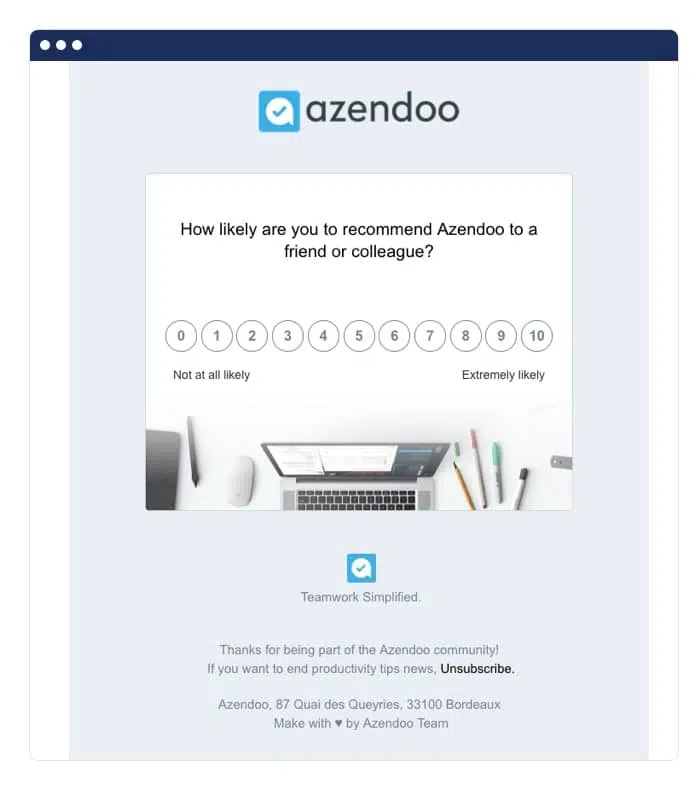 azendoo
How likely are you to recommend Azendoo to a
friend or colleague?
0 1 2 3 4 5 6 7 8 9 10
Not at all likely Extremely likely
Teamwork Simplified.
Thanks for being part of the Azendoo community!
If you want to end productivity tips news, Unsubscribe.
Azendoo, 87 Quai des Queyries, 33100 Bordeaux
Make with ♥ by Azendoo Team